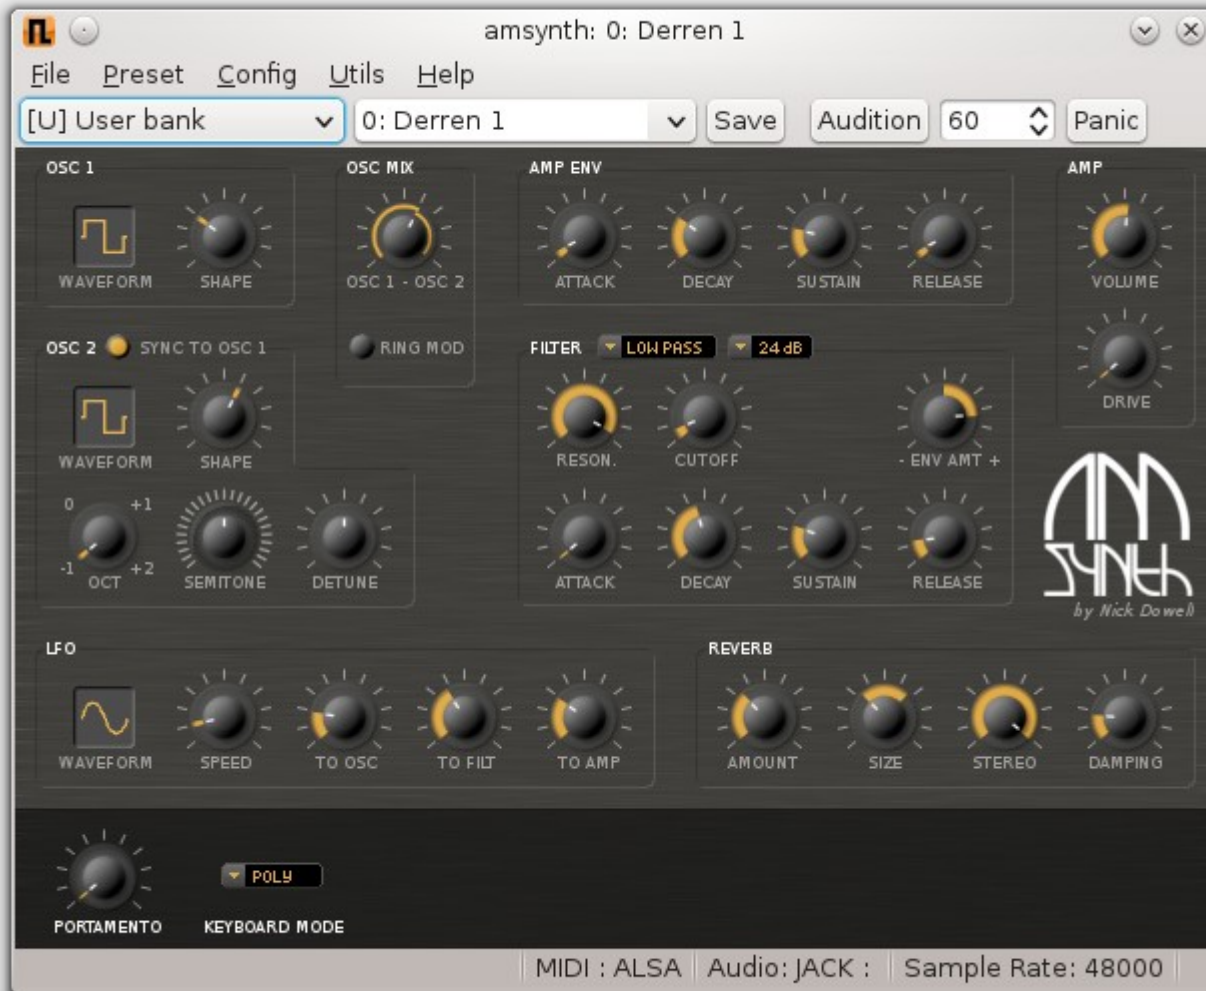 amsynth: 0: Derren 1
File Preset Config Utils Help
[U] User bank 0: Derren 1 Save Audition 60 Panic
OSC 1 OSC MIX AMP ENV AMP
WAVEFORM SHAPE OSC 1 - OSC 2 ATTACK DECAY SUSTAIN RELEASE VOLUME
OSC 2 SYNC TO OSC 1 RING MOD FILTER LOW PASS 24 dB
DRIVE
WAVEFORM SHAPE RESON. CUTOFF - ENV AMT +
0 +1
-1 OCT +2 SEMITONE DETUNE ATTACK DECAY SUSTAIN RELEASE
AM
SYNTH
by Nick Dowell
LFO REVERB
WAVEFORM SPEED TO OSC TO FILT TO AMP AMOUNT SIZE STEREO DAMPING
POLY
PORTAMENTO KEYBOARD MODE
MIDI : ALSA Audio: JACK : Sample Rate: 48000